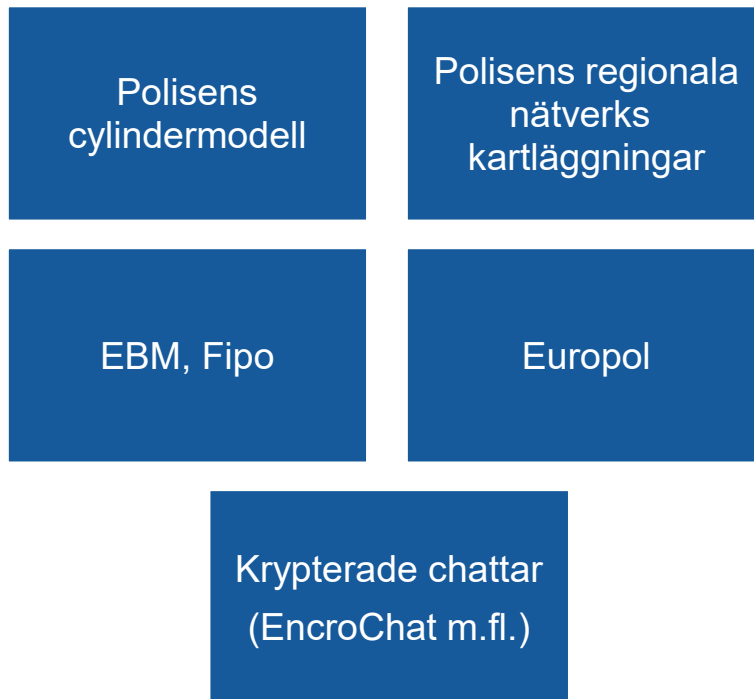 Polisens
cylindermodell
Polisens regionala
nätverks
kartläggningar
EBM, Fipo
Europol
Krypterade chattar
(EncroChat m.fl.)